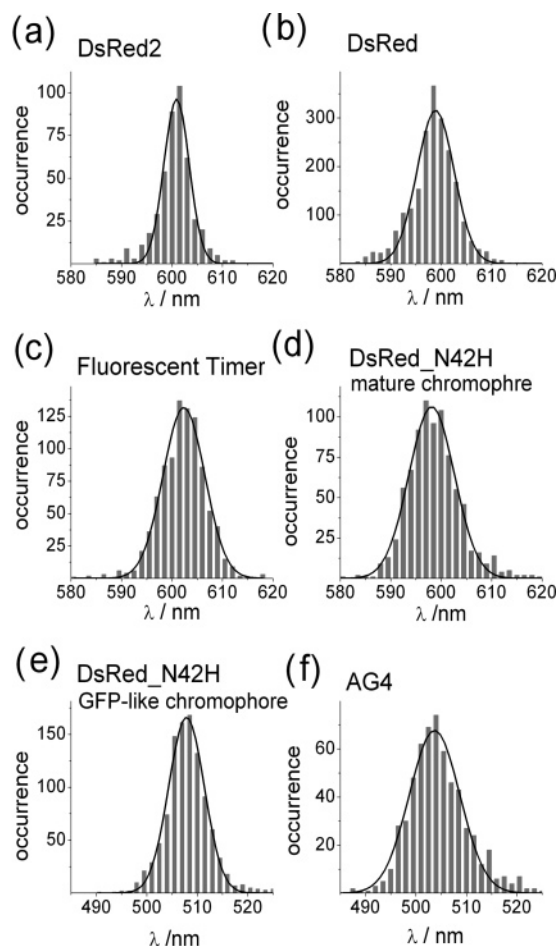 (a) DsRed2
occurrence
100
75
50
25
580 590 600 610 620
λ / nm
(b) DsRed
occurrence
300
200
100
580 590 600 610 620
λ / nm
(c) Fluorescent Timer
occurrence
125
100
75
50
25
580 590 600 610 620
λ / nm
(d) DsRed_N42H
mature chromophre
occurrence
100
50
0
580 590 600 610 620
λ / nm
(e) DsRed_N42H
GFP-like chromophore
occurrence
150
100
50
490 500 510 520
λ /nm
(f) AG4
occurrence
60
40
20
0
490 500 510 520
λ /nm